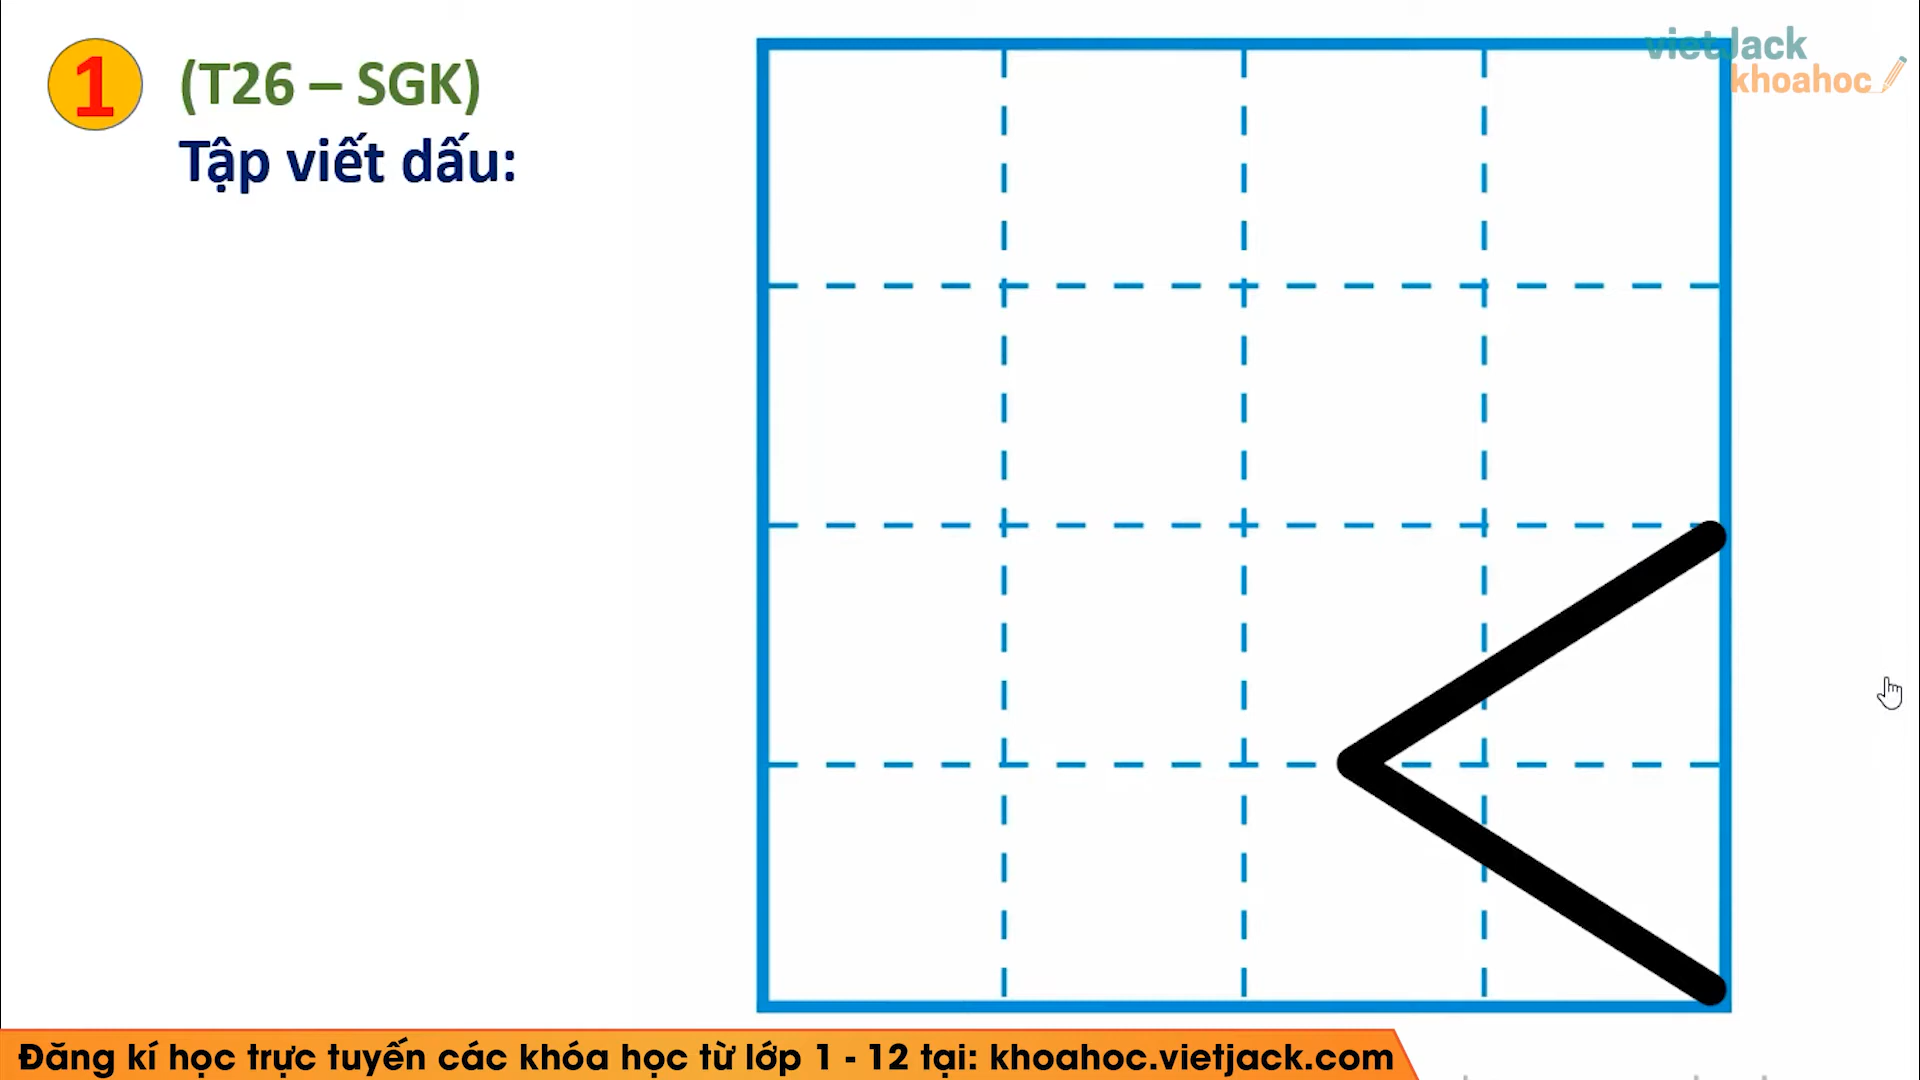 1 (T26 – SGK)
Tập viết dấu:
vietJack
khoahoc
<
Đăng kí học trực tuyến các khóa học từ lớp 1 - 12 tại: khoahoc.vietjack.com